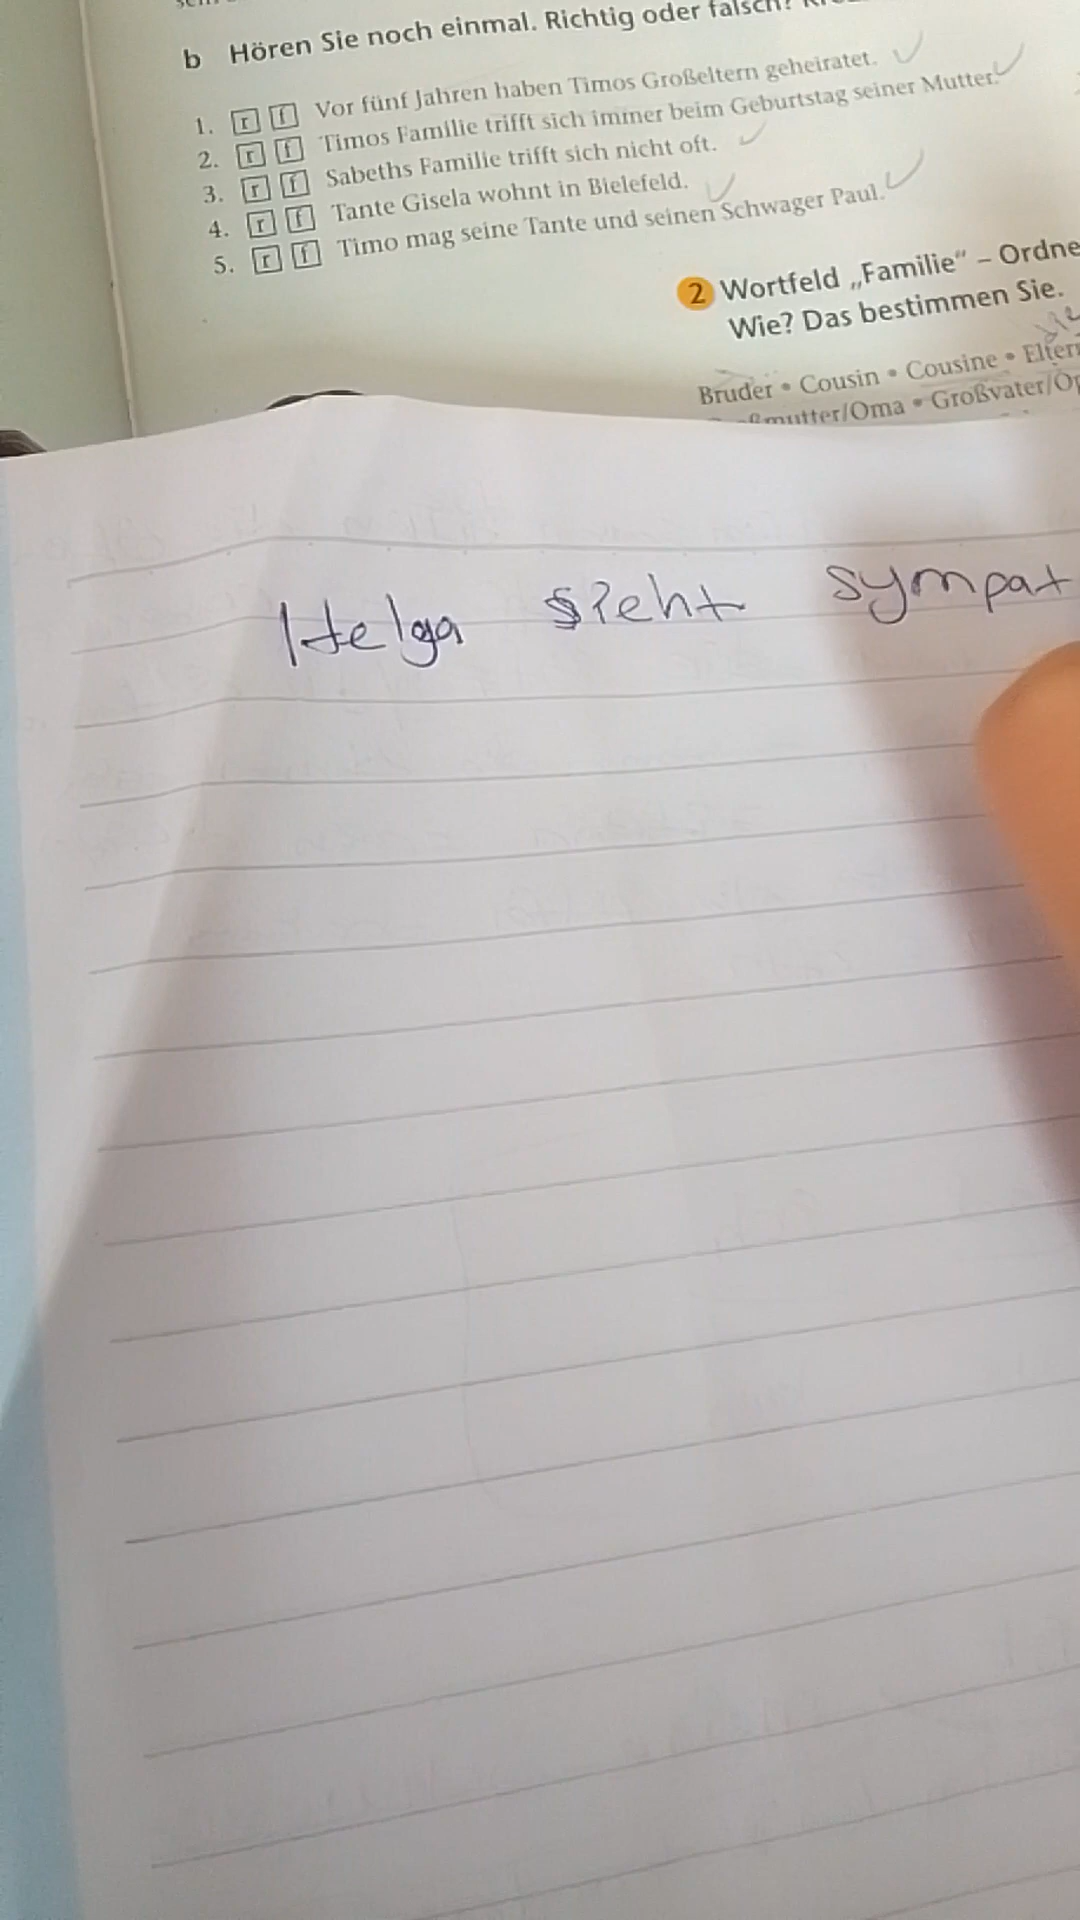 b Hören Sie noch einmal. Richtig oder falsch?
1. r f Vor fünf Jahren haben Timos Großeltern geheiratet.
2. r f Timos Familie trifft sich immer beim Geburtstag seiner Mutter.
3. r f Sabeths Familie trifft sich nicht oft.
4. r f Tante Gisela wohnt in Bielefeld.
5. r f Timo mag seine Tante und seinen Schwager Paul.
2 Wortfeld „Familie“ – Ordne
Wie? Das bestimmen Sie.
Bruder • Cousin • Cousine • Eltern
ßmutter/Oma • Großvater/Op
Helga sieht sympat